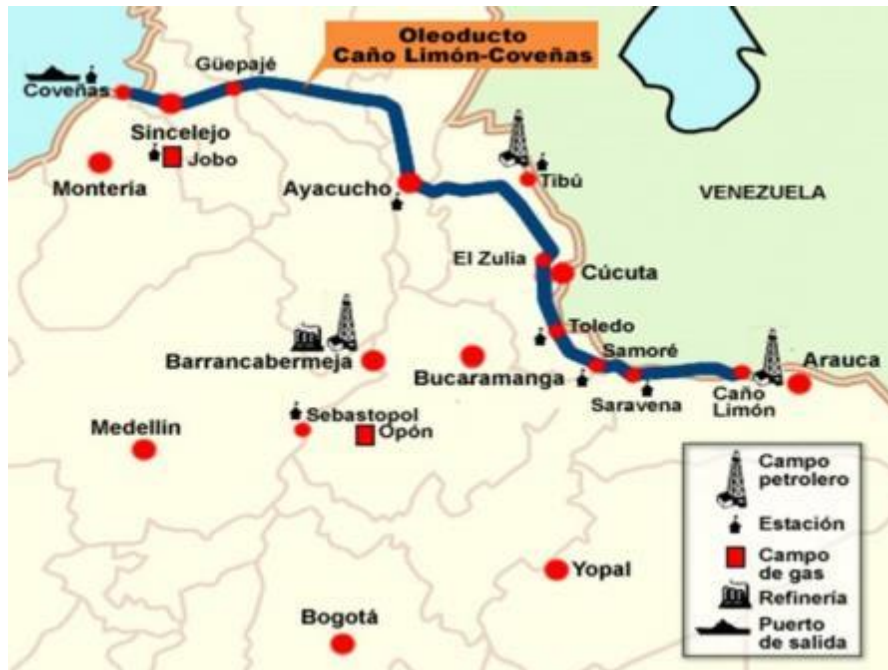 Oleoducto
Caño Limón-Coveñas
Güepajé
Coveñas
Sincelejo
Jobo
Montería
Ayacucho
Tibú
VENEZUELA
El Zulia
Cúcuta
Toledo
Samoré
Barrancabermeja
Bucaramanga
Arauca
Saravena
Caño
Limón
Sebastopol
Opón
Medellin
Yopal
Bogotá
Campo
petrolero
Estación
Campo
de gas
Refinería
Puerto
de salida